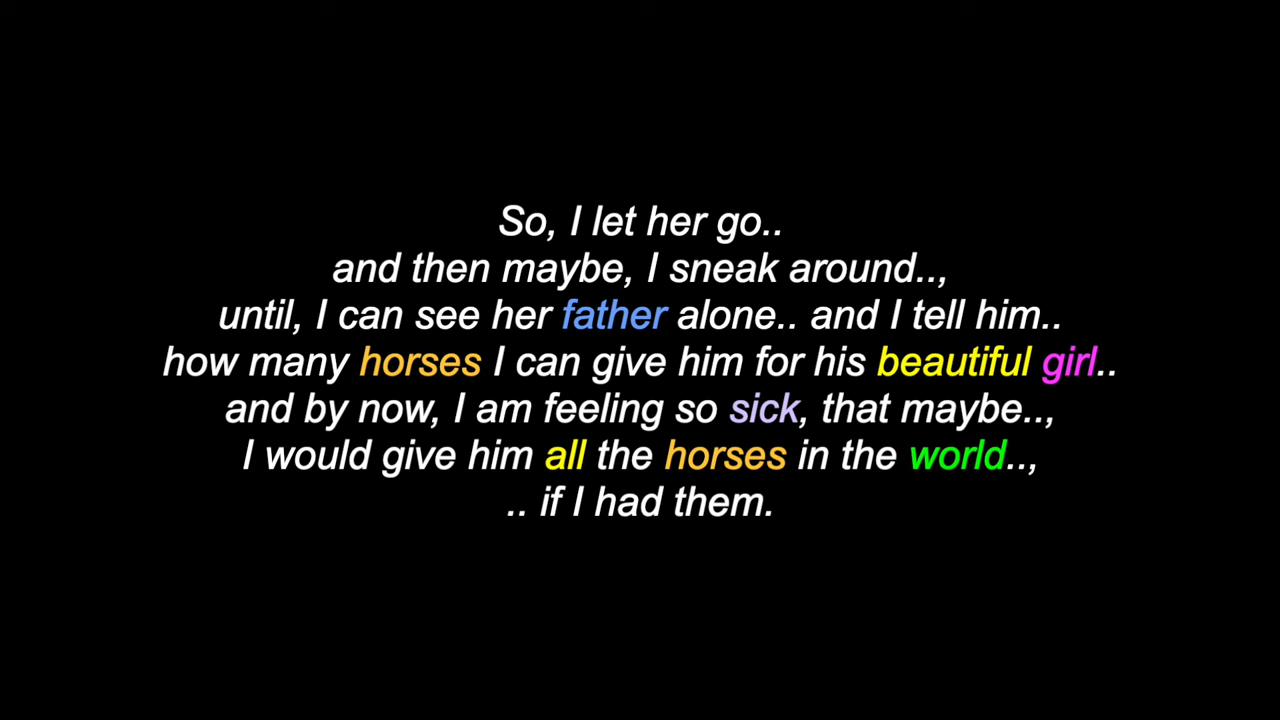 So, I let her go..
and then maybe, I sneak around..,
until, I can see her father alone.. and I tell him..
how many horses I can give him for his beautiful girl..
and by now, I am feeling so sick, that maybe..,
I would give him all the horses in the world..,
.. if I had them.